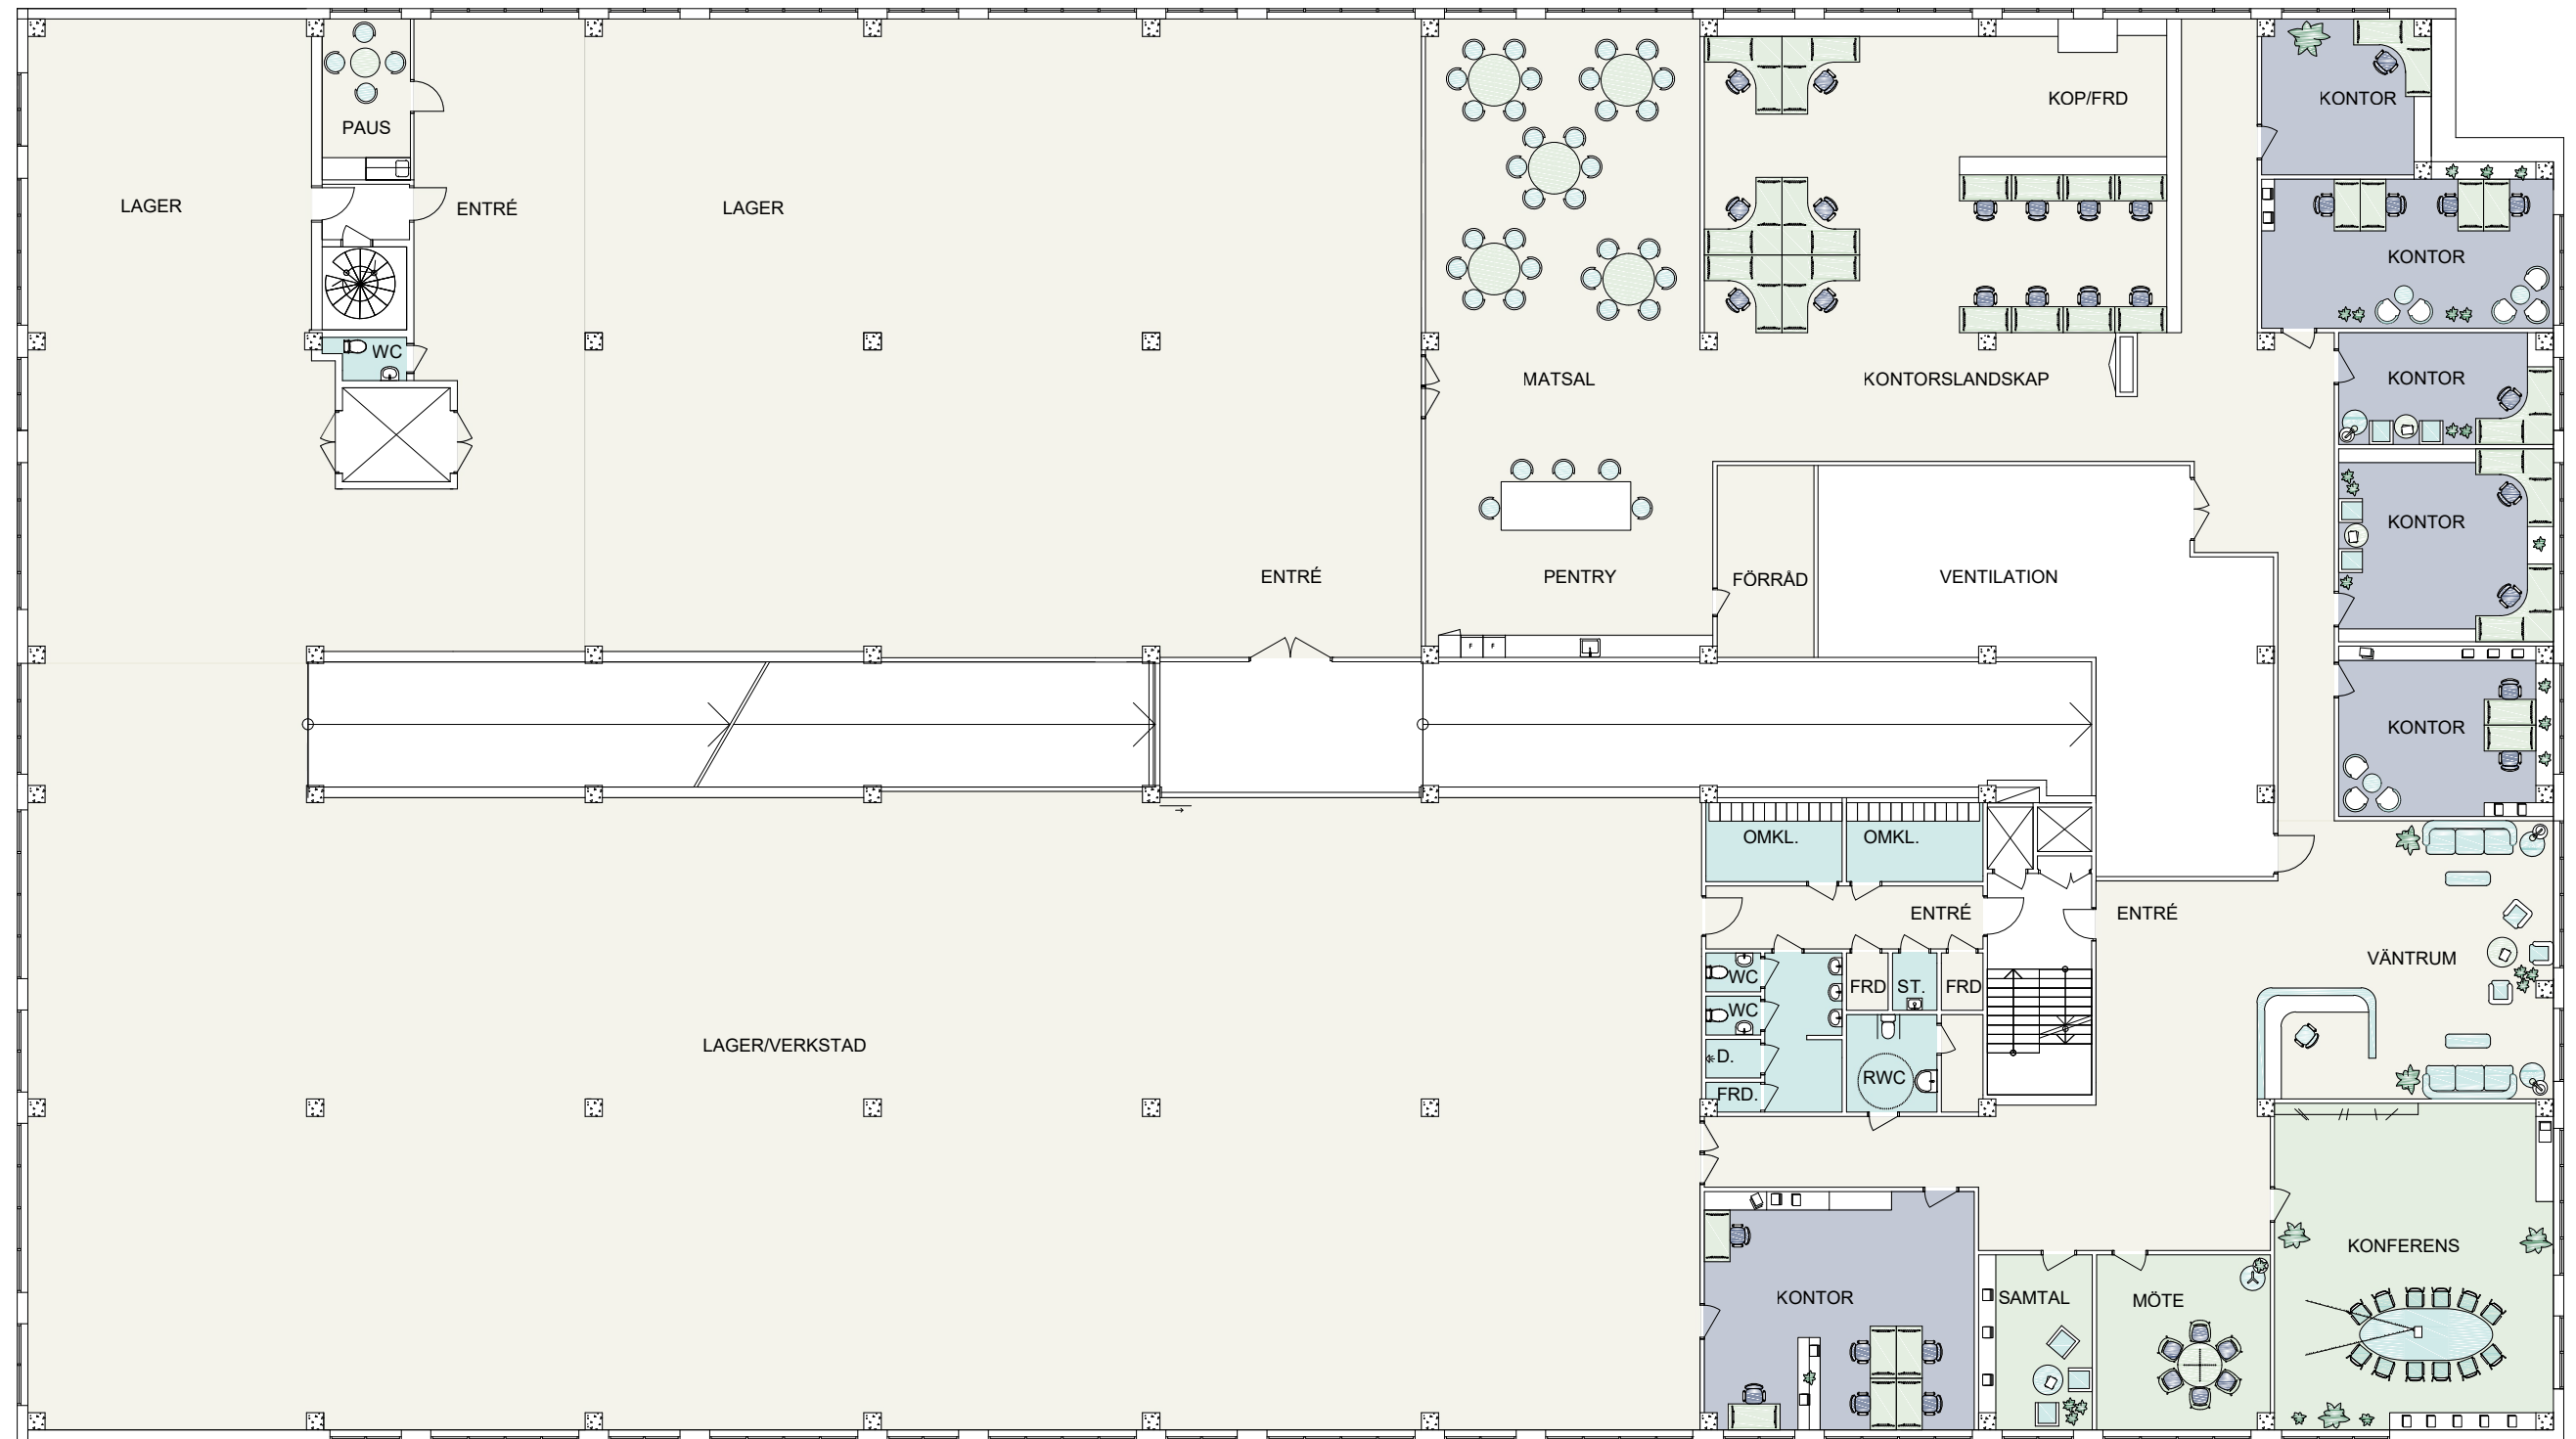 KOP/FRD
KONTOR
PAUS
LAGER
ENTRÉ
LAGER
KONTOR
WC
MATSAL
KONTORSLANDSKAP
KONTOR
KONTOR
ENTRÉ
PENTRY
FÖRRÅD
VENTILATION
F
F
KONTOR
OMKL.
OMKL.
ENTRÉ
ENTRÉ
VÄNTRUM
WC
FRD
ST.
FRD
WC
LAGER/VERKSTAD
D.
RWC
FRD.
KONFERENS
KONTOR
SAMTAL
MÖTE